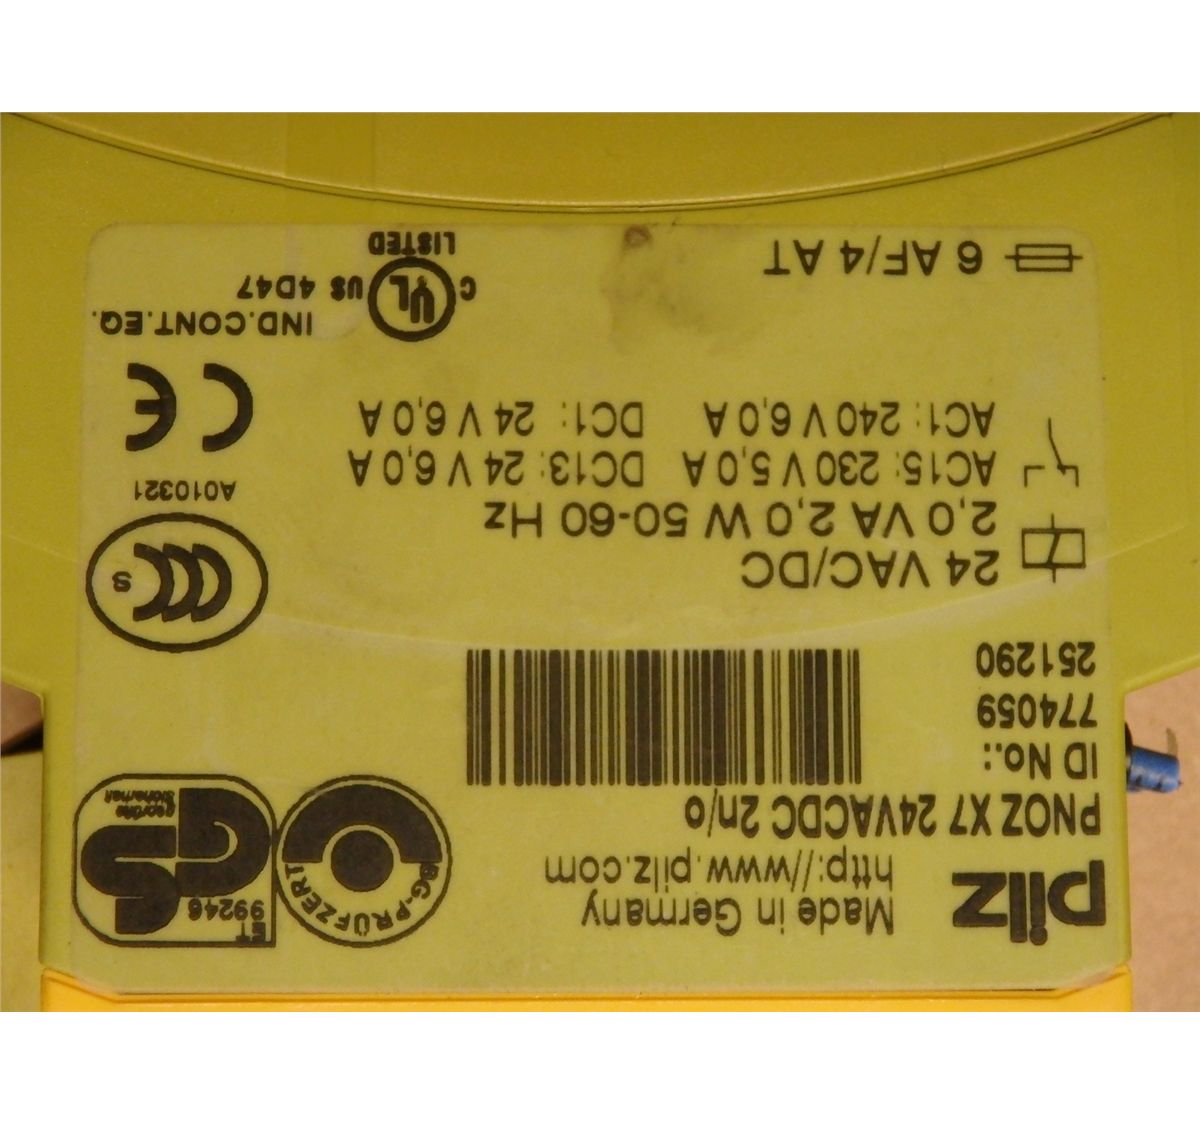 pilz
Made in Germany
http://www.pilz.com
PNOZ X7 24VACDC 2n/o
ID No.:
774059
251290
BG-PRÜFZERT
ET
99246
GS
geprüfte
Sicherheit
24 VAC/DC
2,0 VA 2,0 W 50-60 Hz
AC15: 230 V 5,0 A DC13: 24 V 6,0 A
AC1: 240 V 6,0 A DC1: 24 V 6,0 A
CCC S
A010321
CE
6 AF/4 AT
IND.CONT.EQ.
C UL US 4D47
LISTED